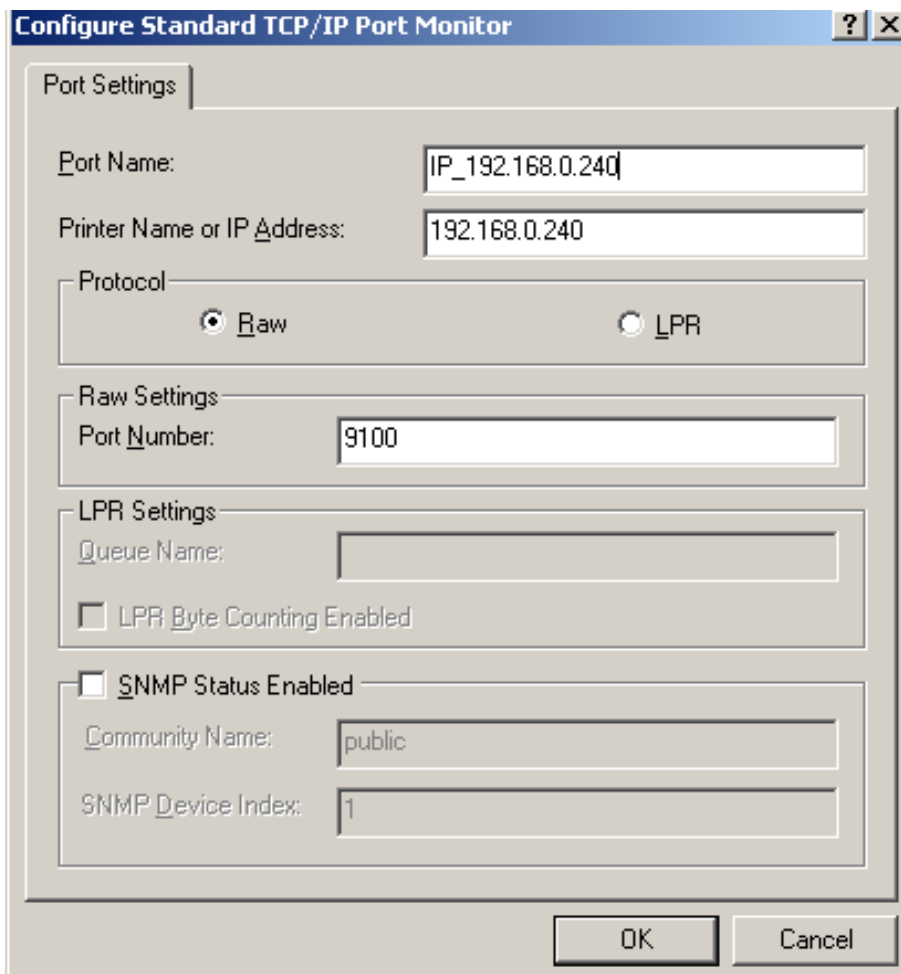 Configure Standard TCP/IP Port Monitor
Port Settings
Port Name: IP_192.168.0.240
Printer Name or IP Address: 192.168.0.240
Protocol
Raw LPR
Raw Settings
Port Number: 9100
LPR Settings
Queue Name:
LPR Byte Counting Enabled
SNMP Status Enabled
Community Name: public
SNMP Device Index: 1
OK Cancel